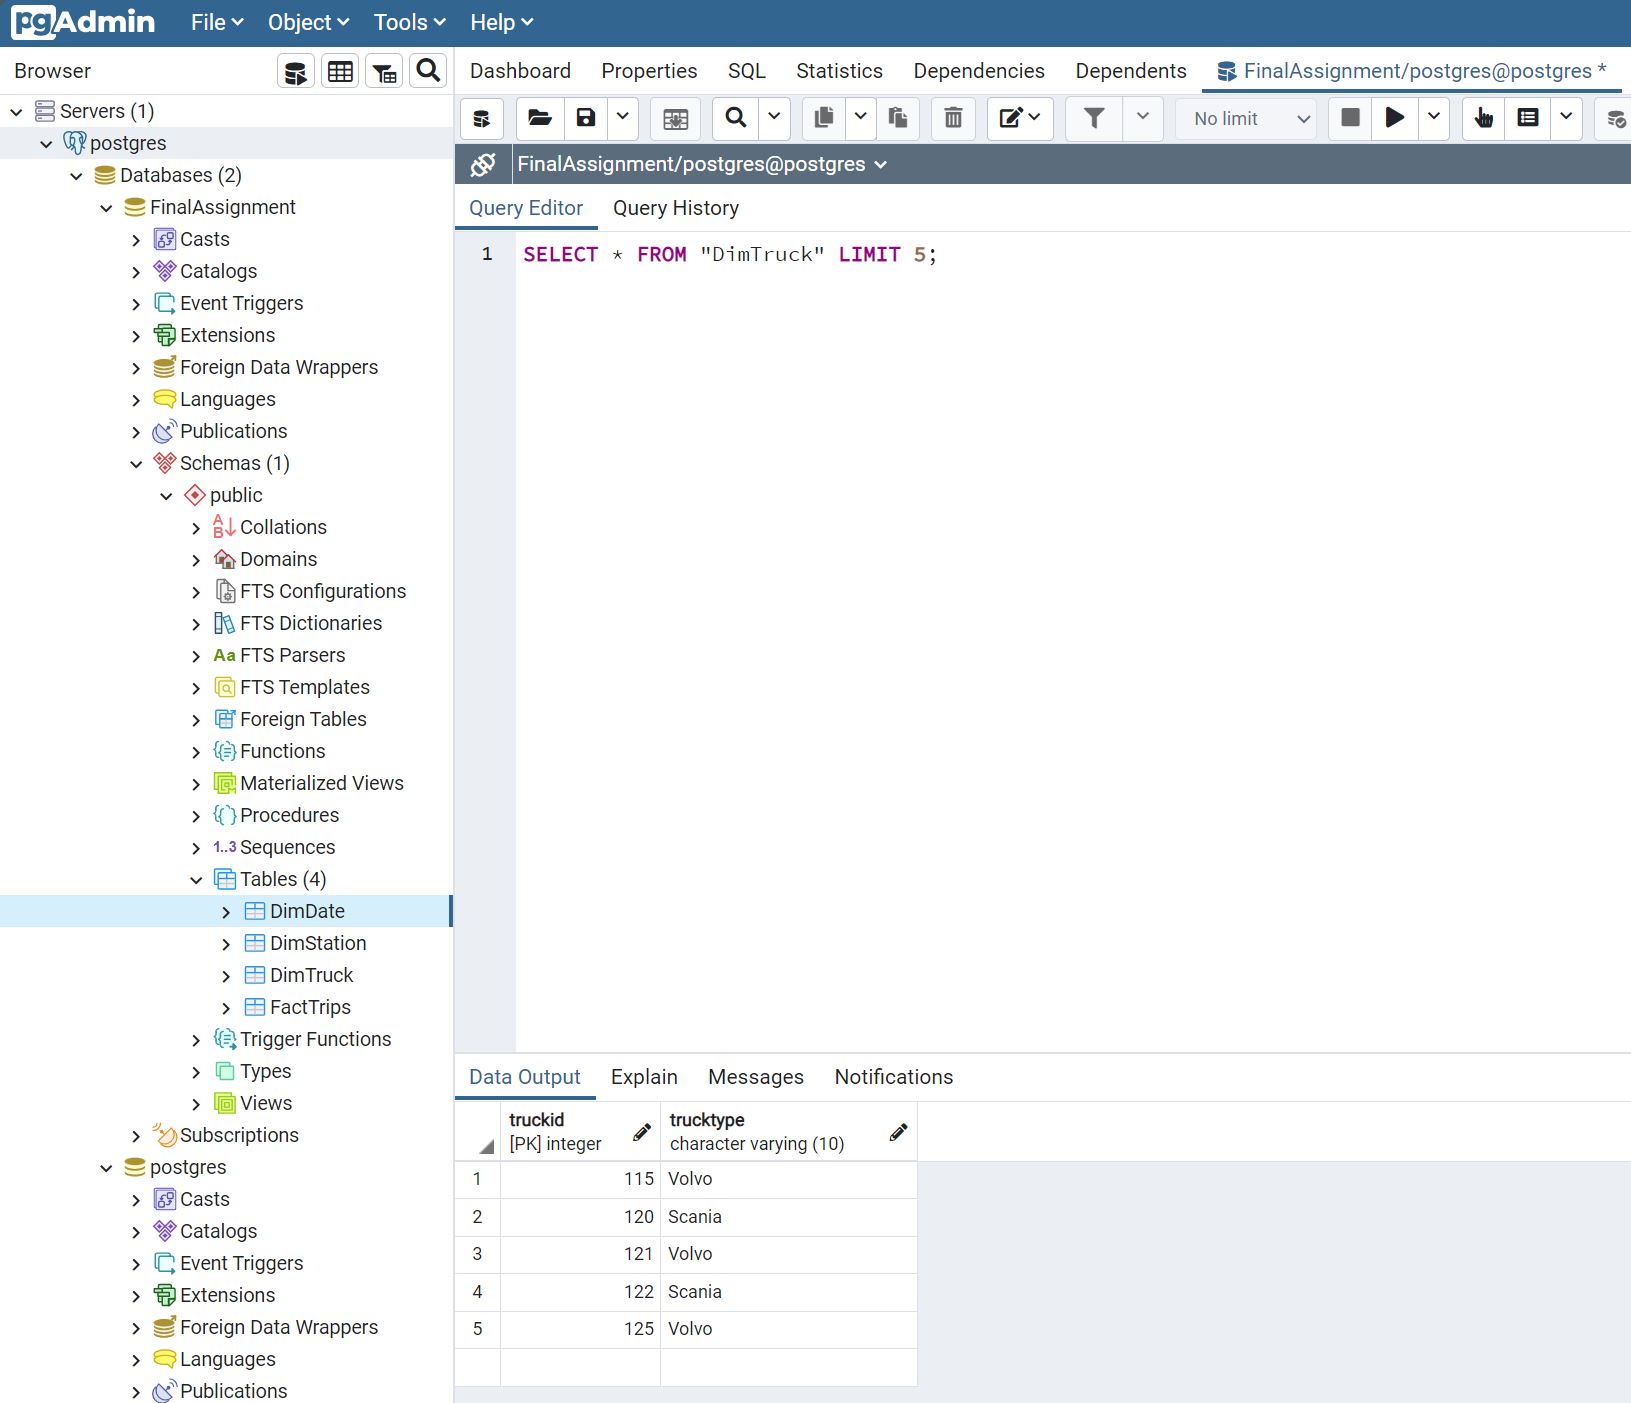 pgAdmin File Object Tools Help
Browser
Dashboard Properties SQL Statistics Dependencies Dependents FinalAssignment/postgres@postgres *
No limit
FinalAssignment/postgres@postgres
Query Editor Query History
1 SELECT * FROM "DimTruck" LIMIT 5;
Servers (1)
postgres
Databases (2)
FinalAssignment
Casts
Catalogs
Event Triggers
Extensions
Foreign Data Wrappers
Languages
Publications
Schemas (1)
public
A B Collations
Domains
FTS Configurations
FTS Dictionaries
Aa FTS Parsers
FTS Templates
Foreign Tables
Functions
Materialized Views
Procedures
1..3 Sequences
Tables (4)
DimDate
DimStation
DimTruck
FactTrips
Trigger Functions
Types
Views
Subscriptions
postgres
Casts
Catalogs
Event Triggers
Extensions
Foreign Data Wrappers
Languages
Publications
Data Output Explain Messages Notifications
truckid trucktype
[PK] integer character varying (10)
1 115 Volvo
2 120 Scania
3 121 Volvo
4 122 Scania
5 125 Volvo